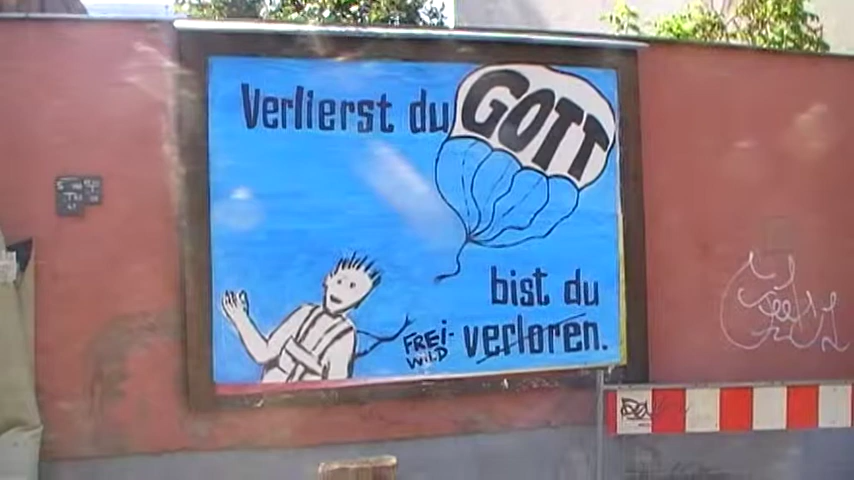 Verlierst du GOTT
bist du
verloren.
FREi-
WiLD